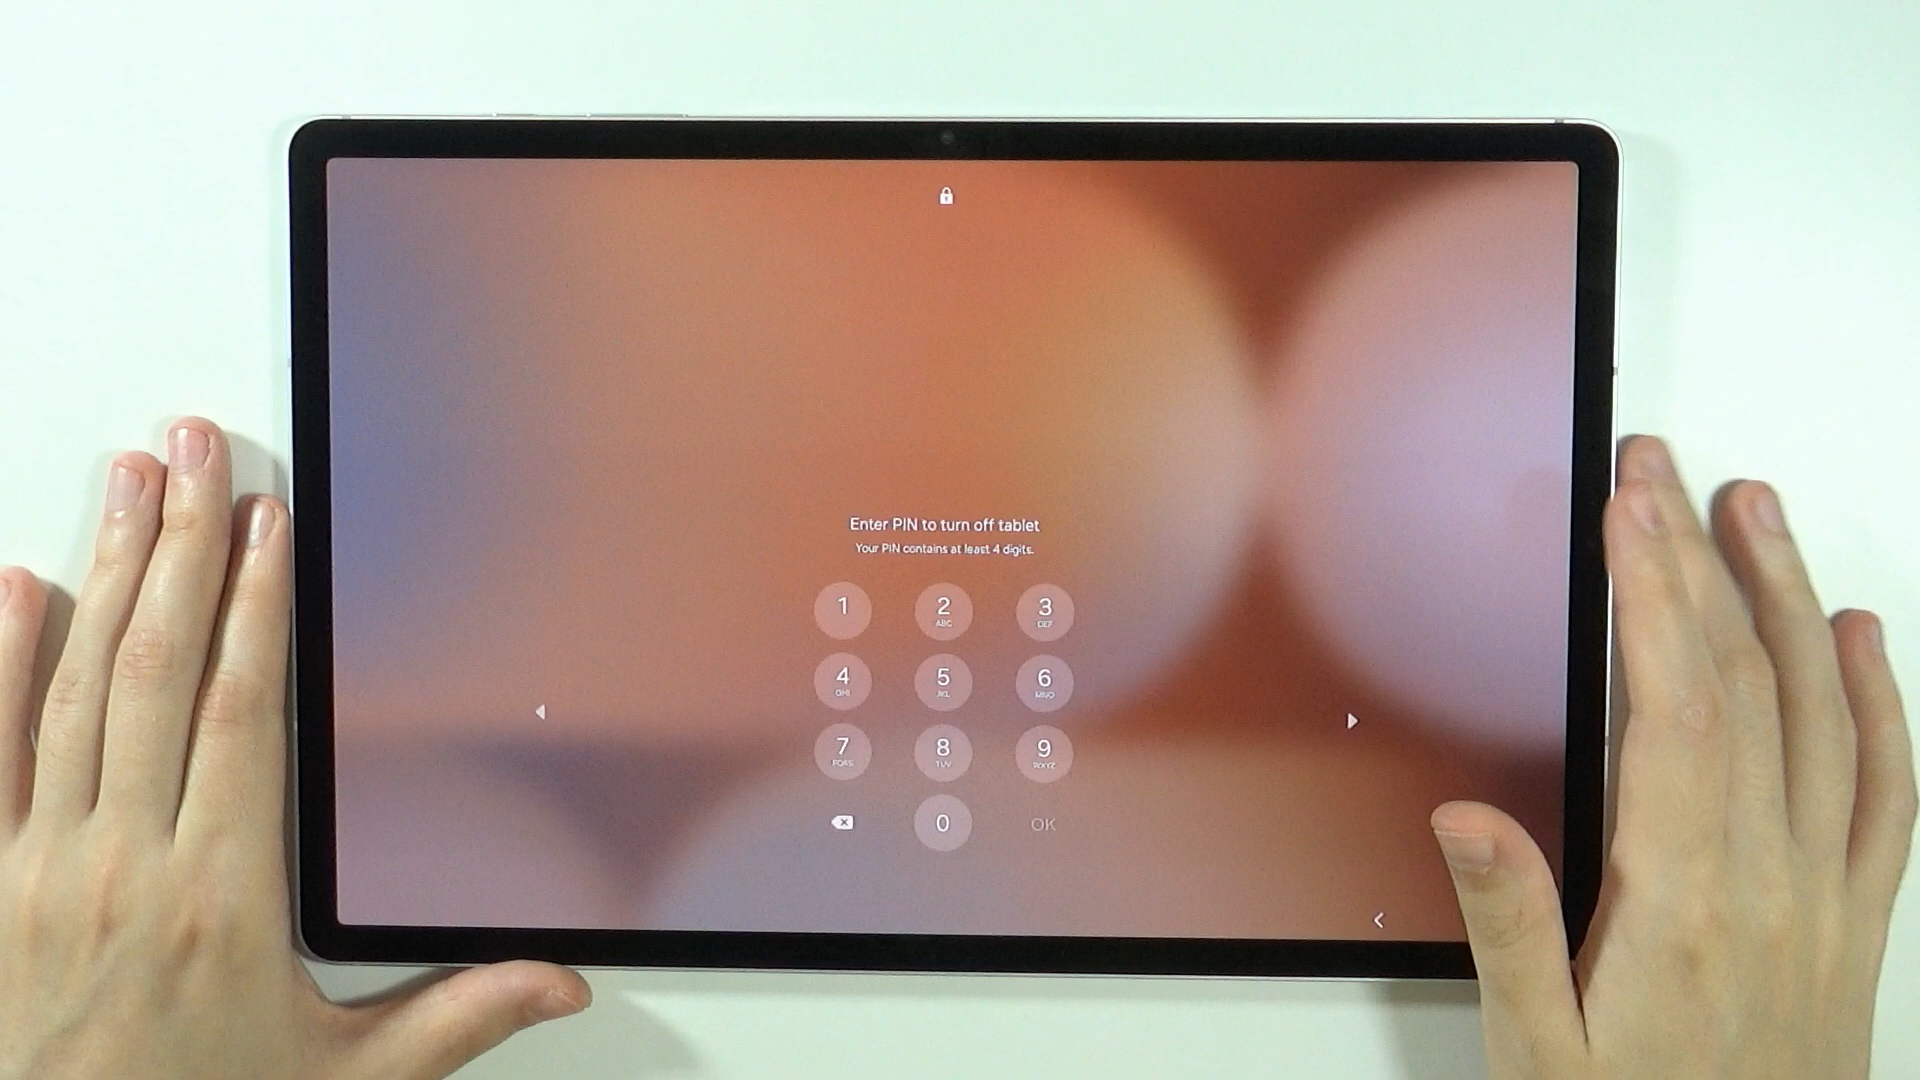 Enter PIN to turn off tablet
Your PIN contains at least 4 digits.
1 2 3
ABC DEF
4 5 6
GHI JKL MNO
7 8 9
PQRS TUV WXYZ
0 OK